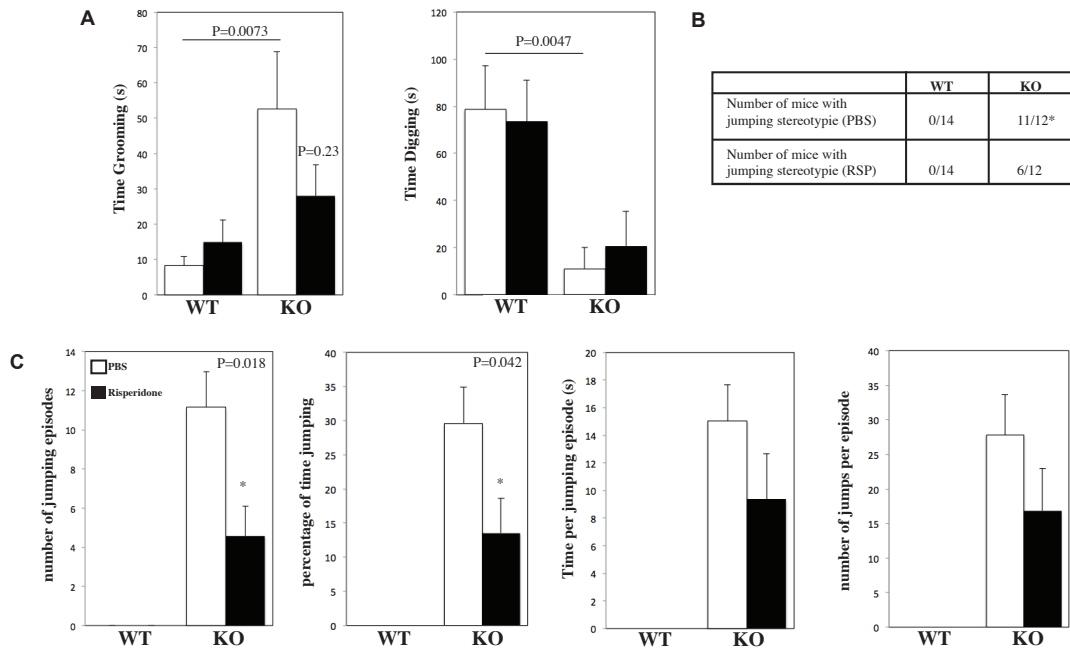 A
Time Grooming (s)
80
70
60
50
40
30
20
10
0
P=0.0073
P=0.23
WT KO
Time Digging (s)
120
100
80
60
40
20
0
P=0.0047
WT KO
B
WT KO
Number of mice with
jumping stereotypie (PBS) 0/14 11/12*
Number of mice with
jumping stereotypie (RSP) 0/14 6/12
C
number of jumping episodes
14
12
10
8
6
4
2
0
PBS
Risperidone
P=0.018
*
WT KO
percentage of time jumping
45
40
35
30
25
20
15
10
5
0
P=0.042
*
WT KO
Time per jumping episode (s)
20
18
16
14
12
10
8
6
4
2
0
WT KO
number of jumps per episode
40
35
30
25
20
15
10
5
0
WT KO